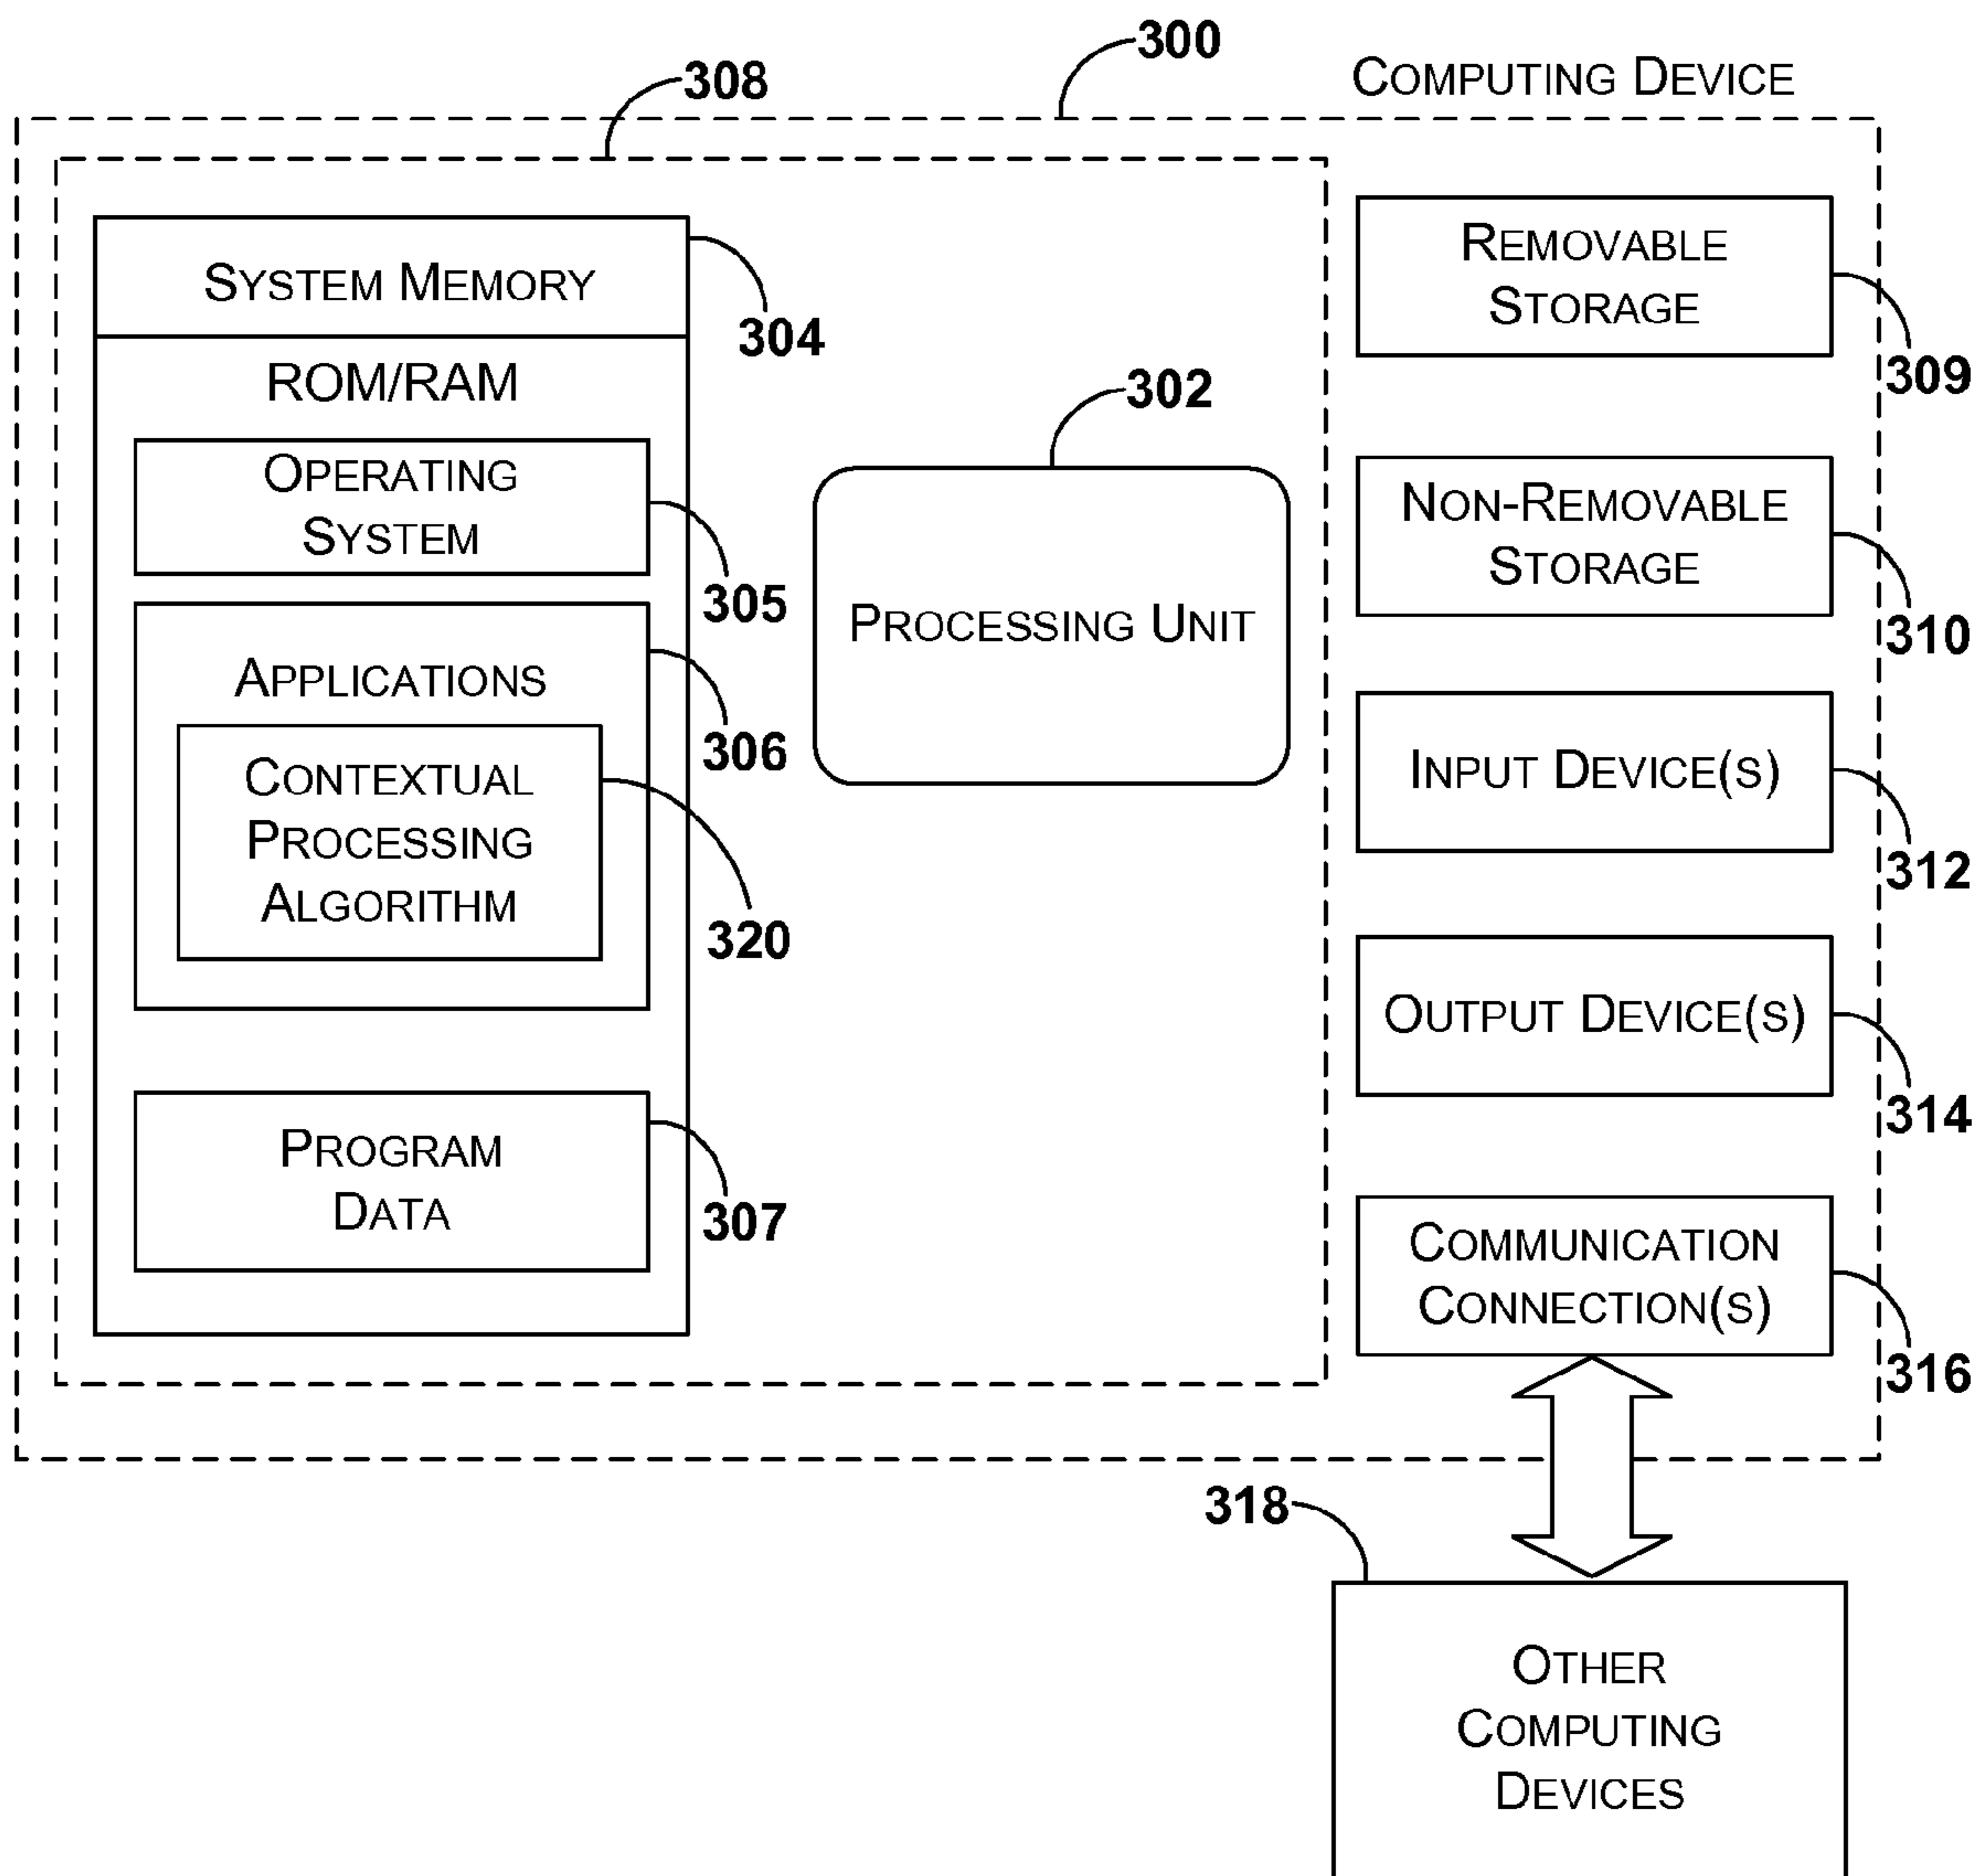 300
COMPUTING DEVICE
308
SYSTEM MEMORY
304
ROM/RAM
OPERATING
SYSTEM
305
APPLICATIONS
306
CONTEXTUAL
PROCESSING
ALGORITHM
320
PROGRAM
DATA
307
302
PROCESSING UNIT
REMOVABLE
STORAGE
309
NON-REMOVABLE
STORAGE
310
INPUT DEVICE(S)
312
OUTPUT DEVICE(S)
314
COMMUNICATION
CONNECTION(S)
316
318
OTHER
COMPUTING
DEVICES